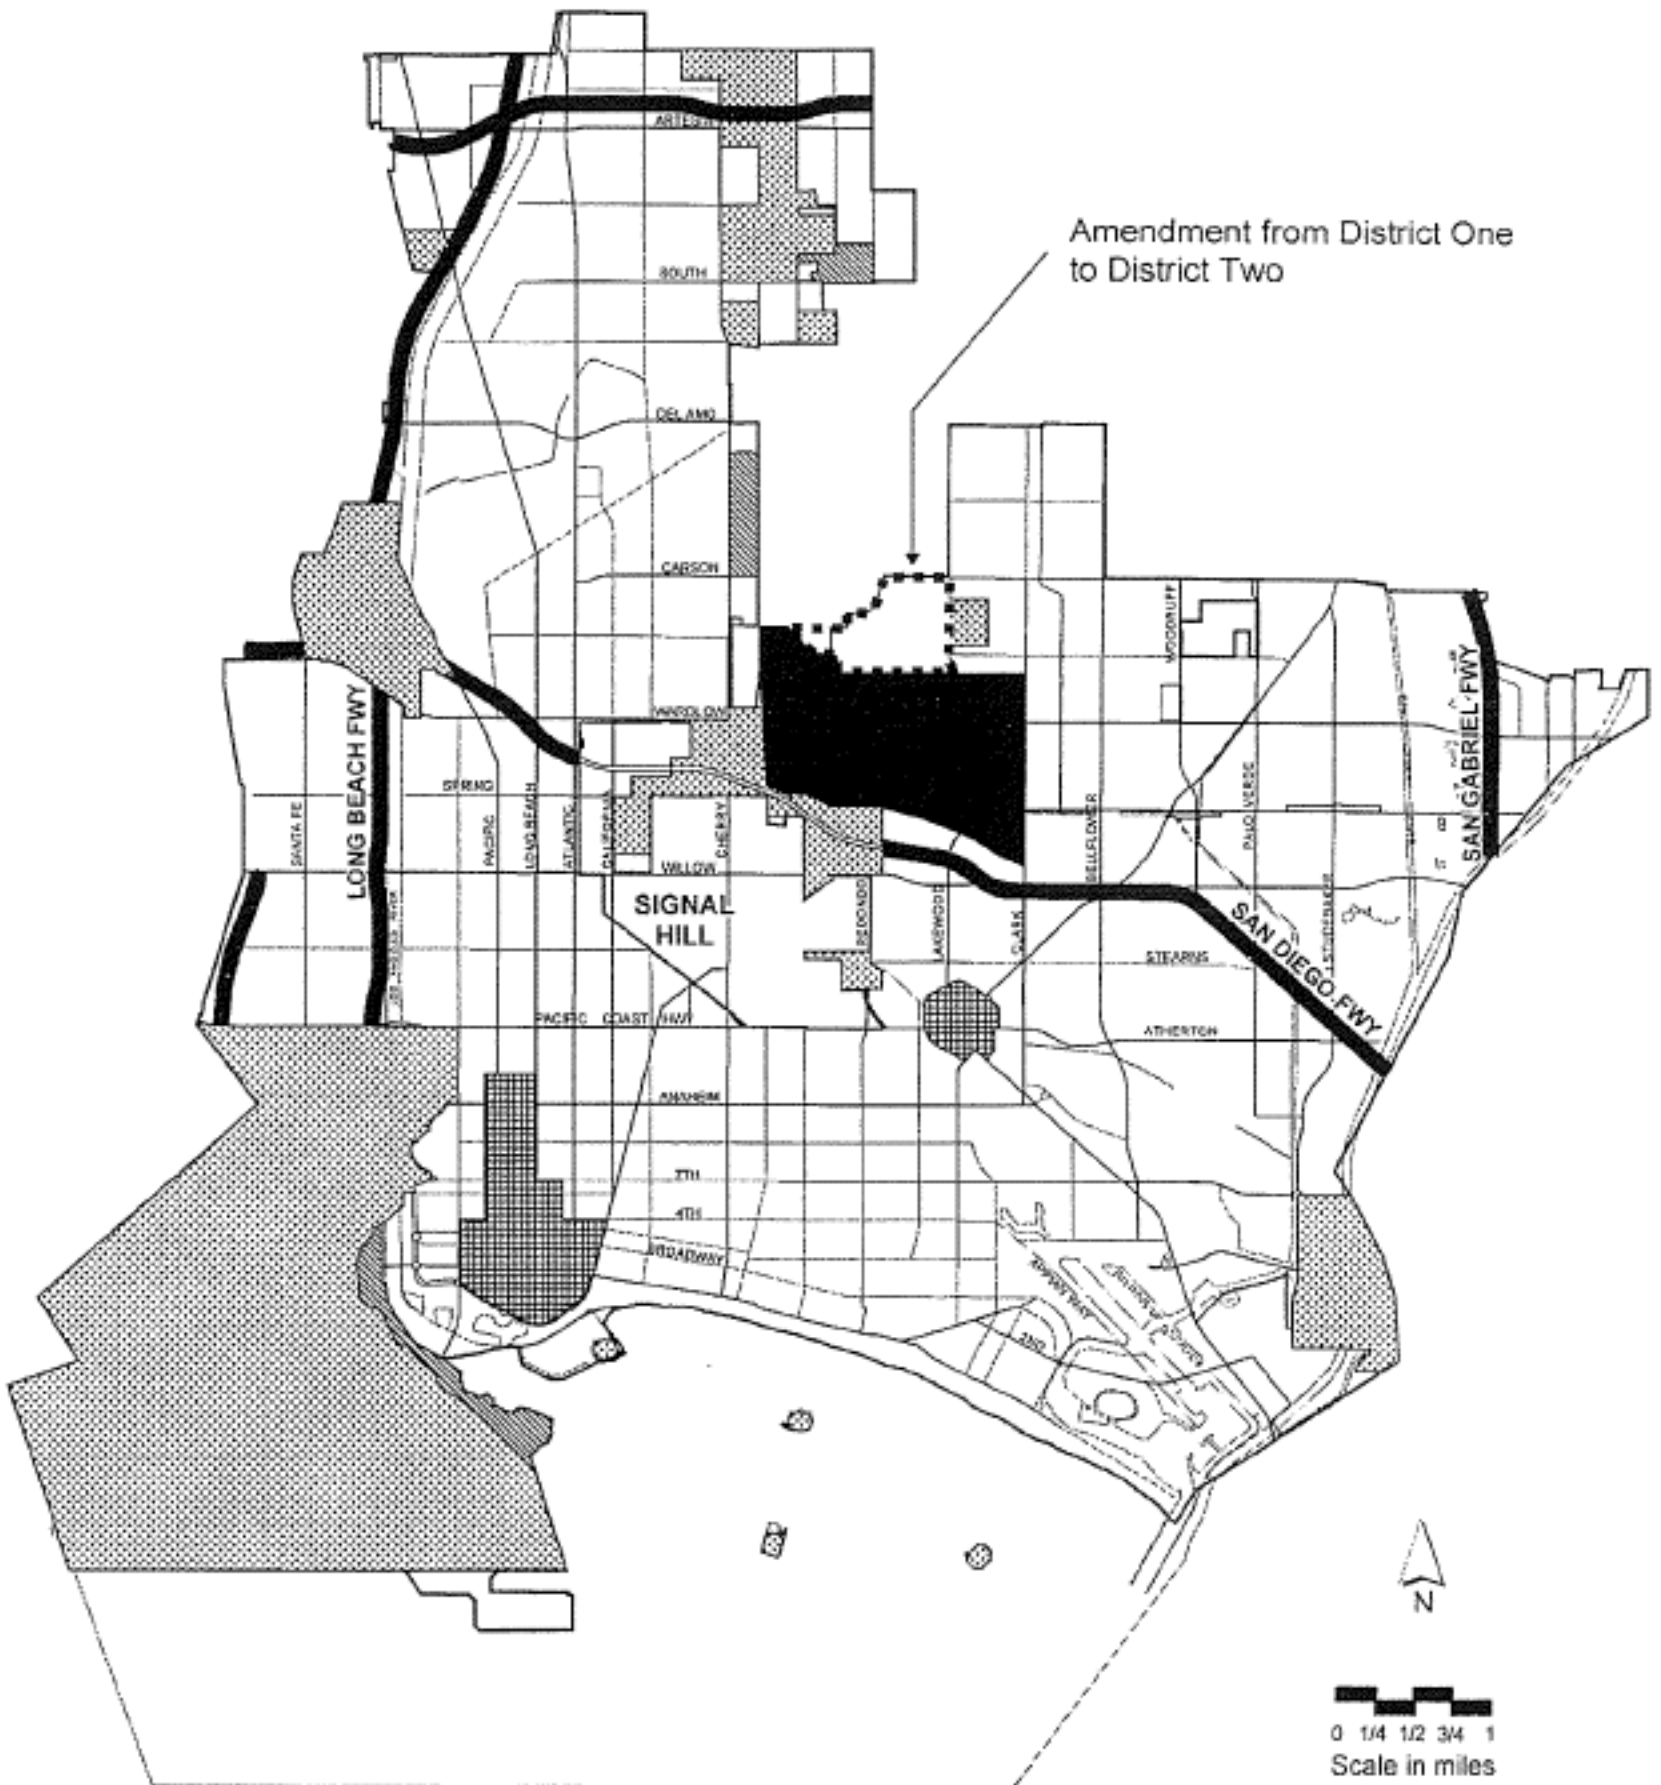 ARTESIA
Amendment from District One
to District Two
SOUTH
DEL AMO
CARSON
WOODRUFF
SAN GABRIEL FWY
WARDLOW
LONG BEACH FWY
SPRING
SANTA FE
PACIFIC
LONG BEACH
ATLANTIC
CALIFORNIA
CHERRY
BELLFLOWER
PALO VERDE
WILLOW
SIGNAL
HILL
REDONDO
LAKEWOOD
CLARK
STUDEBAKER
SAN DIEGO FWY
STEARNS
LOS ANGELES RIVER
PACIFIC COAST HWY
ATHERTON
ANAHEIM
7TH
4TH
BROADWAY
2ND
N
0 1/4 1/2 3/4 1
Scale in miles